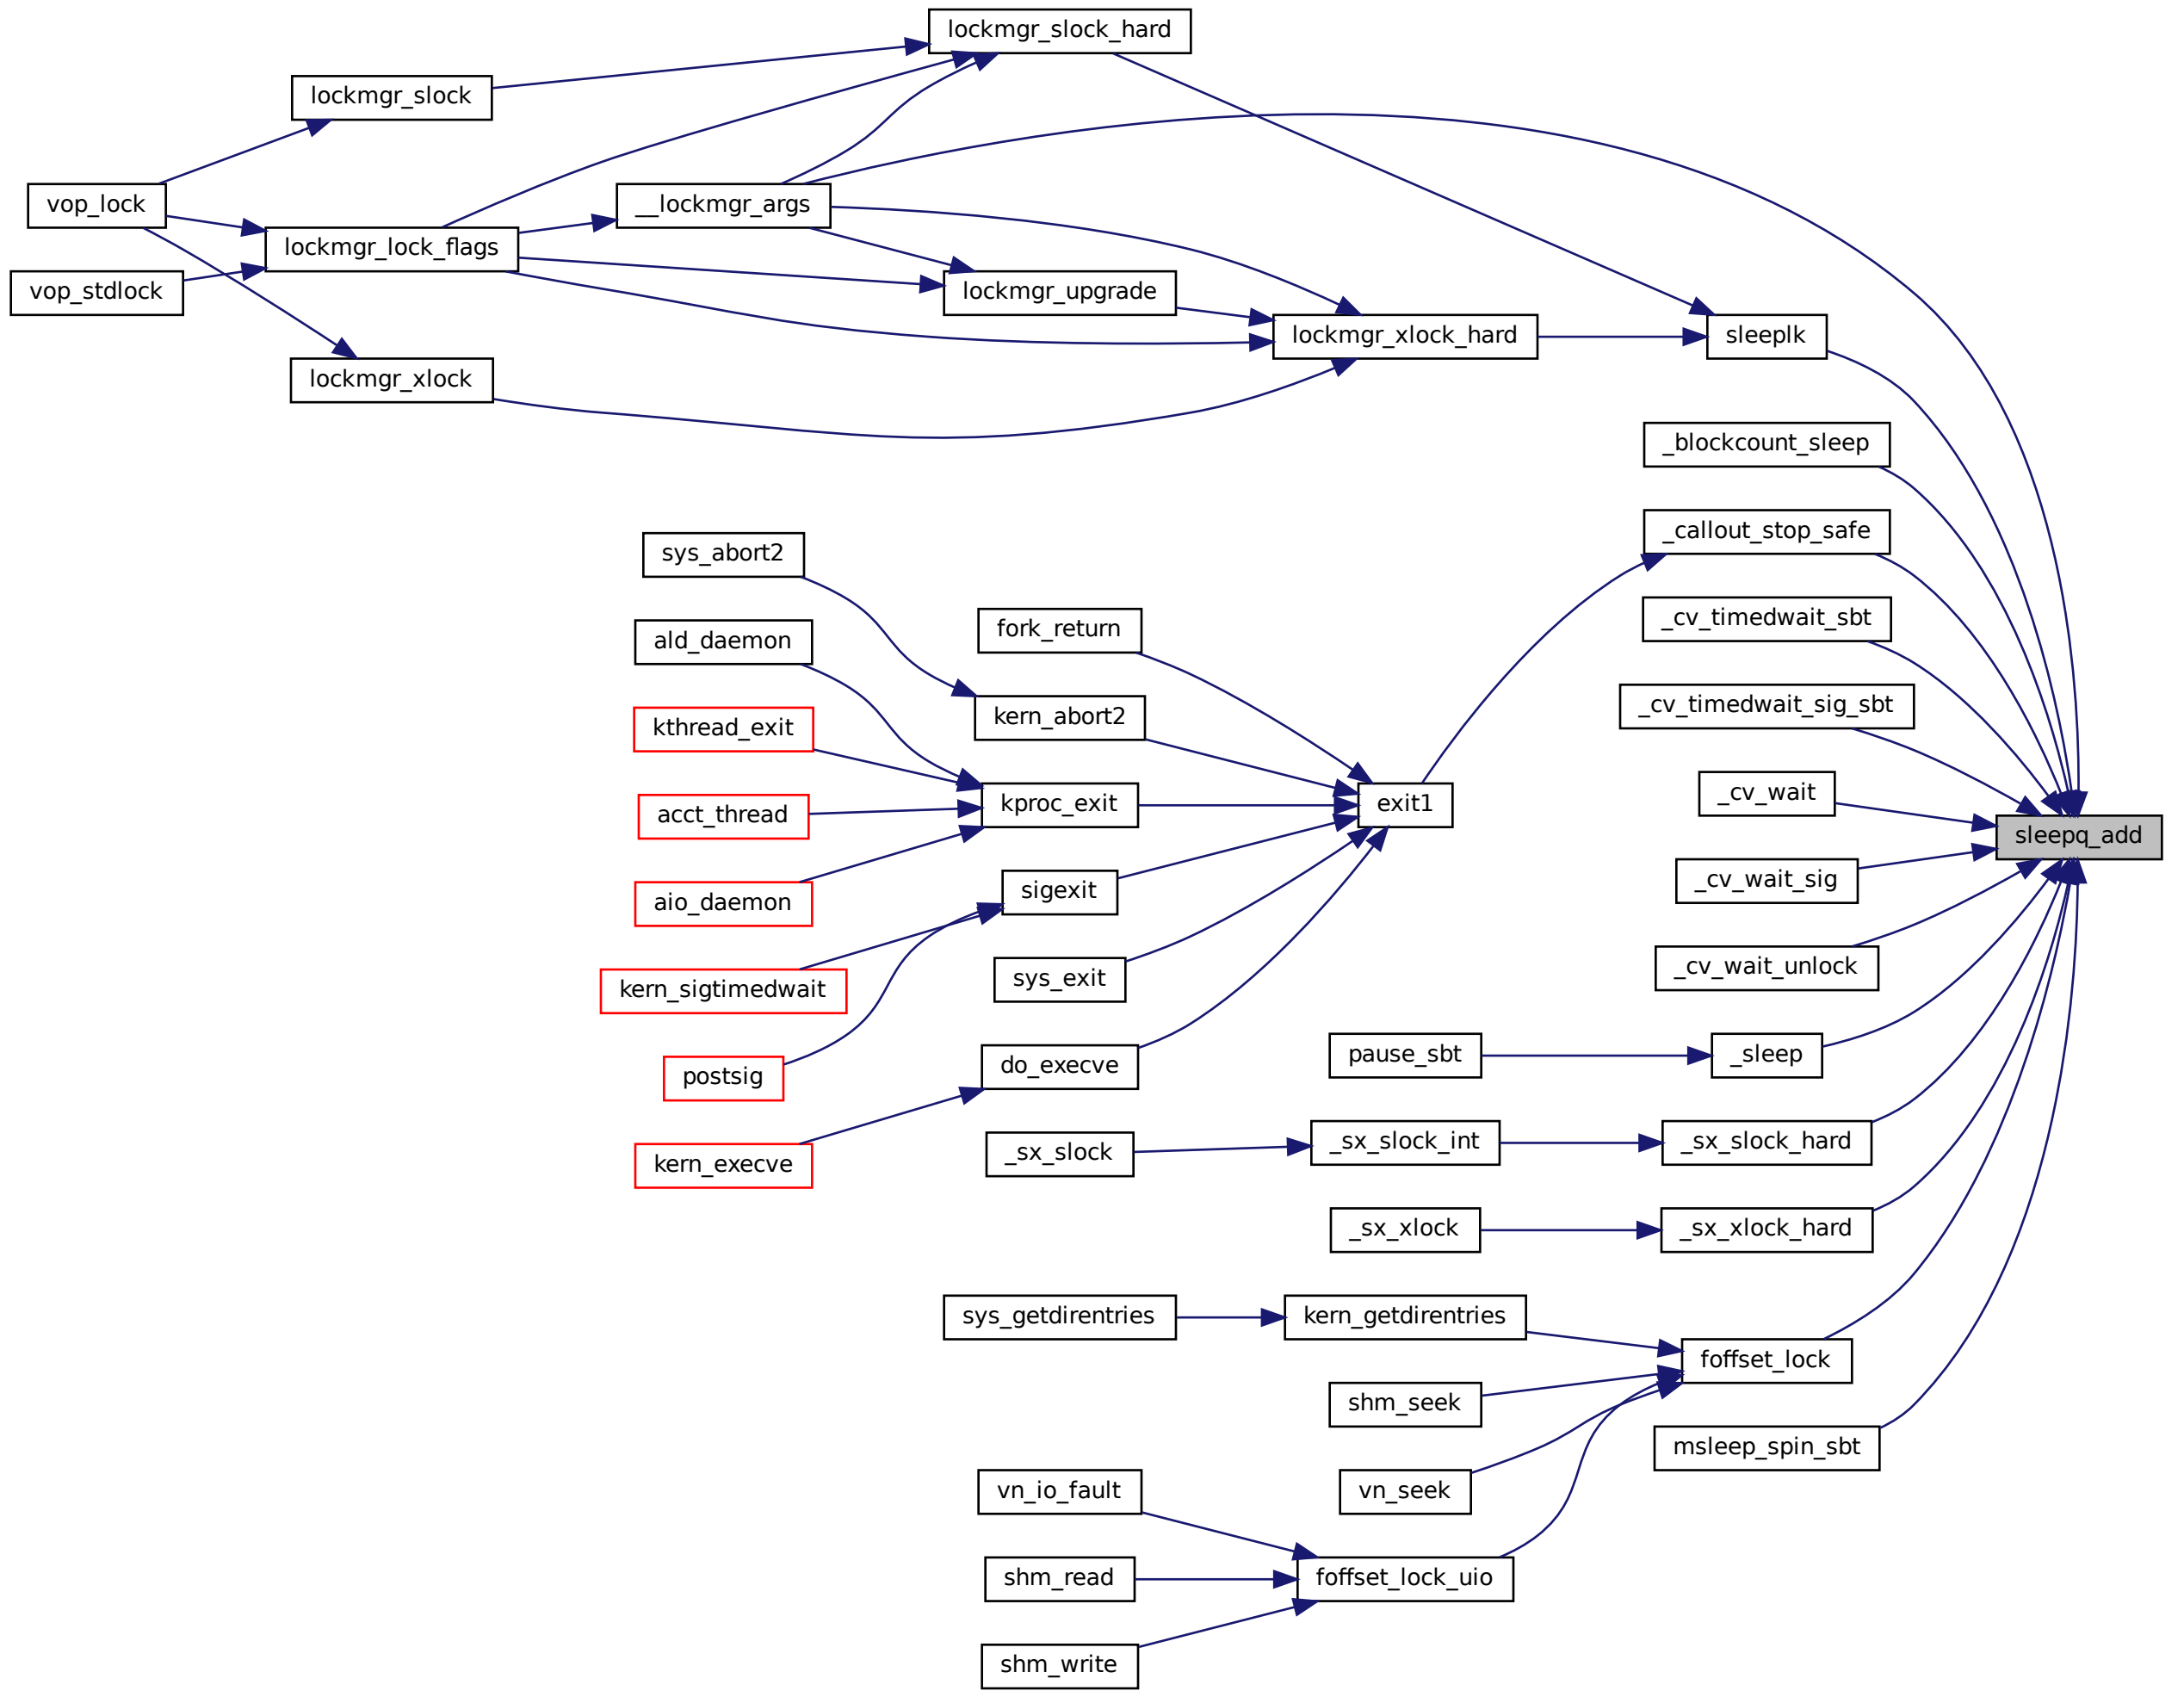 lockmgr_slock_hard
lockmgr_slock
vop_lock
__lockmgr_args
lockmgr_lock_flags
vop_stdlock
lockmgr_upgrade
lockmgr_xlock_hard
sleeplk
lockmgr_xlock
_blockcount_sleep
_callout_stop_safe
sys_abort2
_cv_timedwait_sbt
fork_return
ald_daemon
_cv_timedwait_sig_sbt
kern_abort2
kthread_exit
_cv_wait
exit1
kproc_exit
acct_thread
sleepq_add
_cv_wait_sig
sigexit
aio_daemon
_cv_wait_unlock
sys_exit
kern_sigtimedwait
_sleep
pause_sbt
do_execve
postsig
_sx_slock_hard
_sx_slock_int
_sx_slock
kern_execve
_sx_xlock_hard
_sx_xlock
kern_getdirentries
sys_getdirentries
foffset_lock
shm_seek
msleep_spin_sbt
vn_seek
vn_io_fault
foffset_lock_uio
shm_read
shm_write